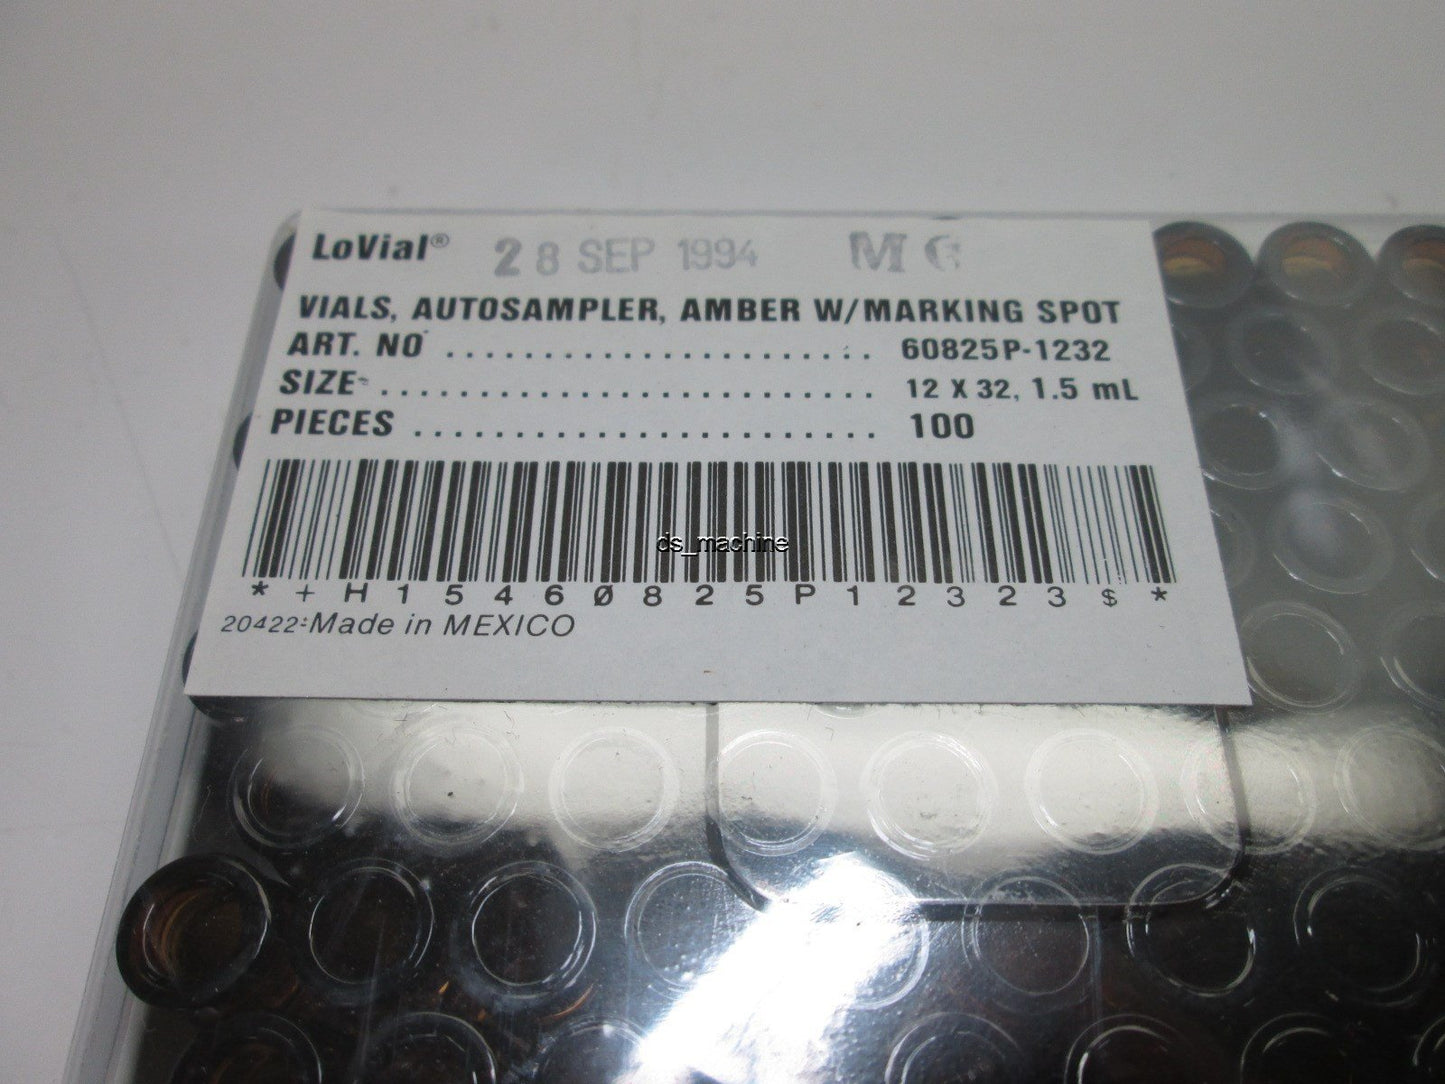 LoVial® 28 SEP 1994
VIALS, AUTOSAMPLER, AMBER W/MARKING SPOT
ART. NO ...................... 60825P-1232
SIZE ......................... 12 X 32, 1.5 mL
PIECES ....................... 100
ds_machine
*+H15460825P12323$*
20422 Made in MEXICO